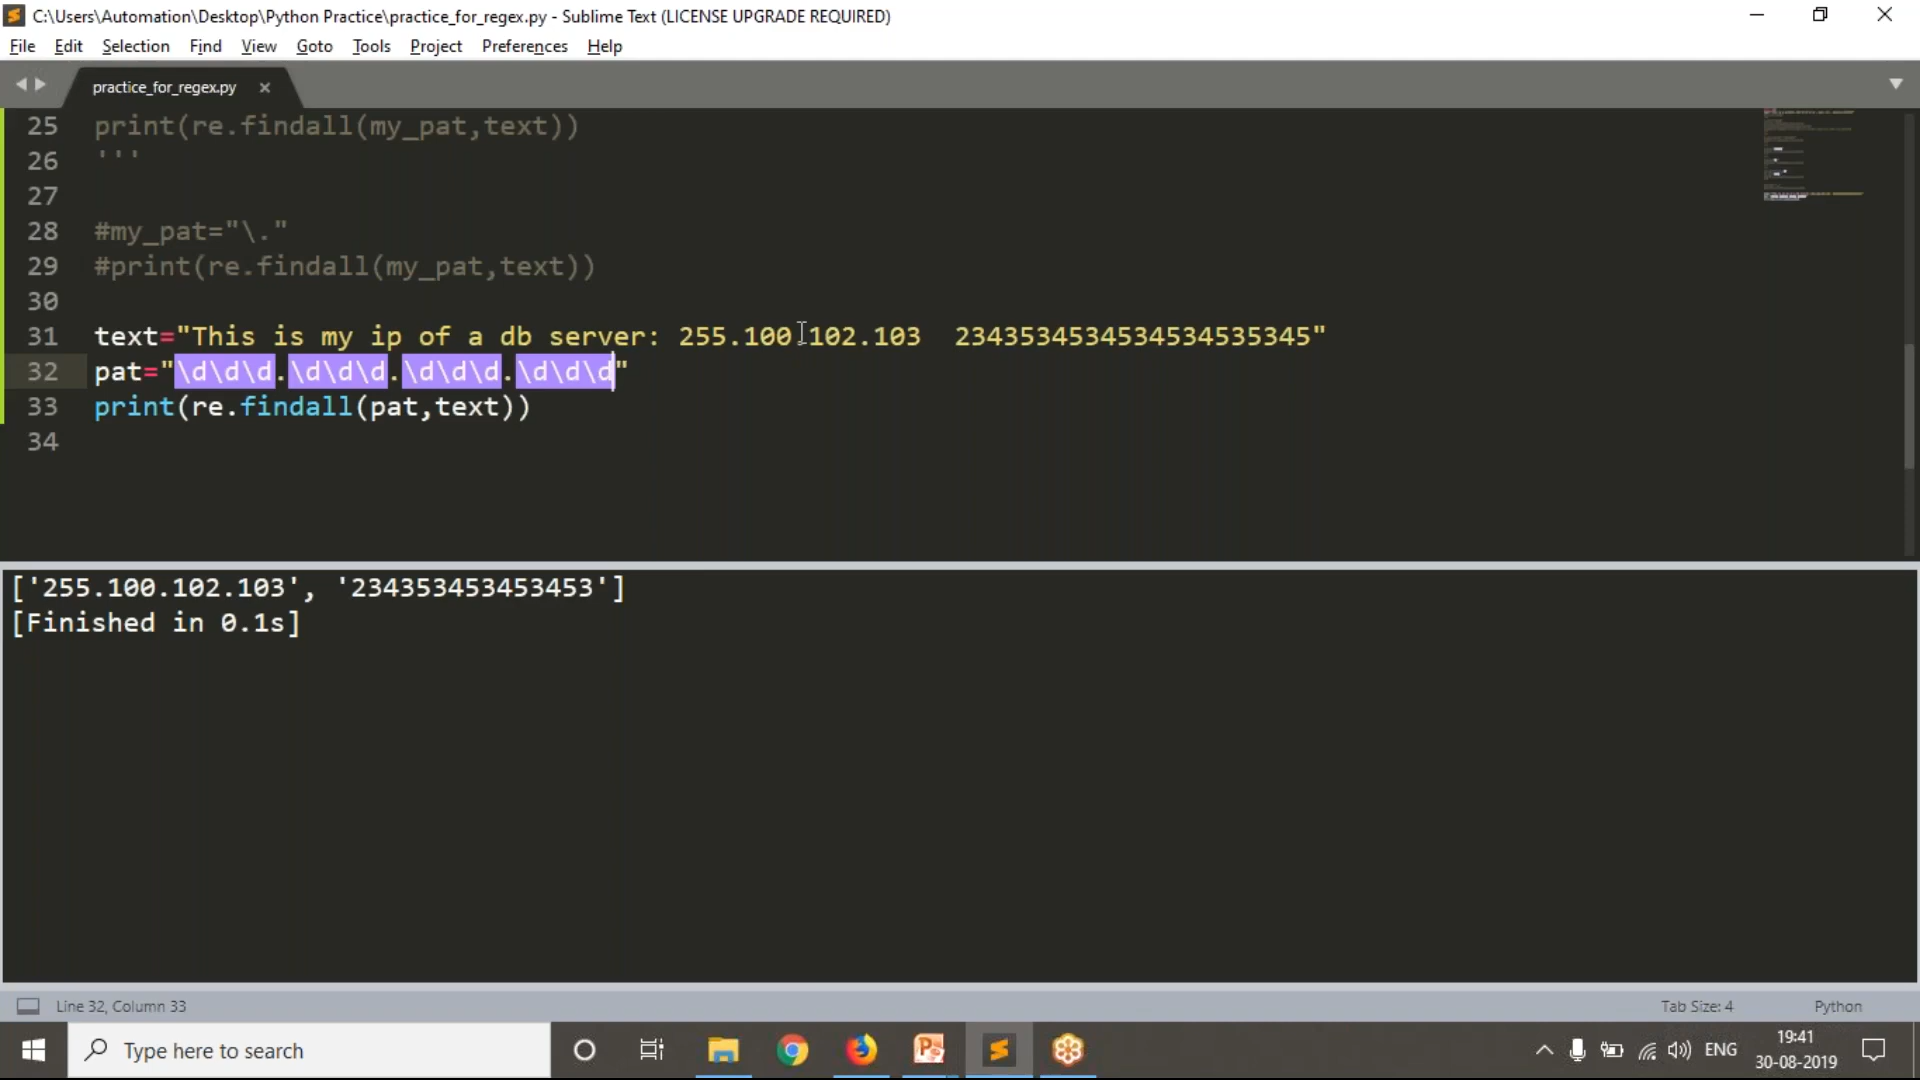 C:\Users\Automation\Desktop\Python Practice\practice_for_regex.py - Sublime Text (LICENSE UPGRADE REQUIRED)
File Edit Selection Find View Goto Tools Project Preferences Help
practice_for_regex.py ×
25 print(re.findall(my_pat,text))
26 '''
27
28 #my_pat="\."
29 #print(re.findall(my_pat,text))
30
31 text="This is my ip of a db server: 255.100.102.103  2343534534534534535345"
32 pat="\d\d\d.\d\d\d.\d\d\d.\d\d\d"
33 print(re.findall(pat,text))
34
['255.100.102.103', '234353453453453']
[Finished in 0.1s]
Line 32, Column 33 Tab Size: 4 Python
Type here to search ENG 19:41
30-08-2019